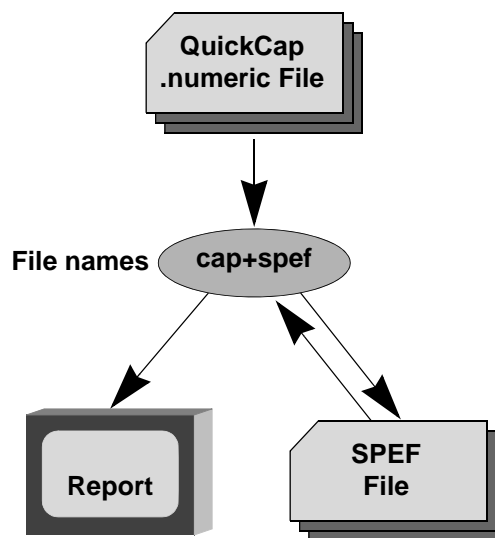 QuickCap
.numeric File
File names
cap+spef
Report
SPEF
File